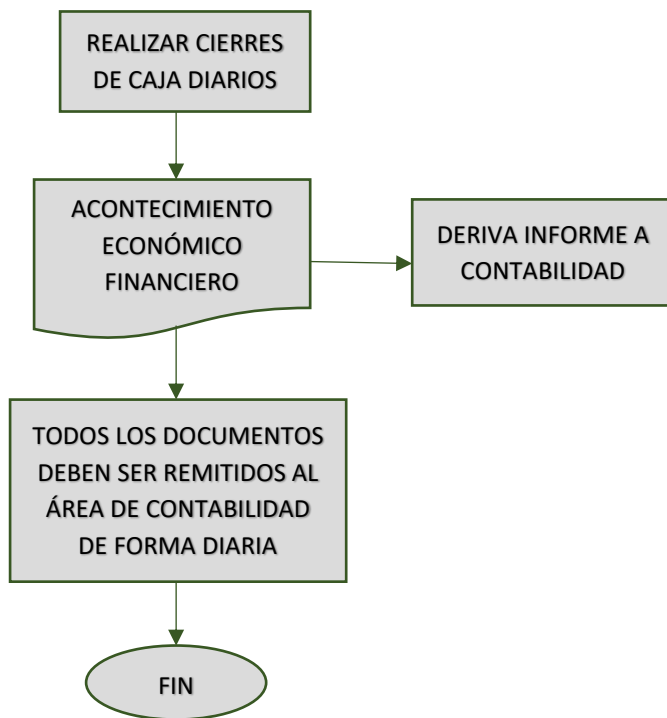 REALIZAR CIERRES
DE CAJA DIARIOS
ACONTECIMIENTO
ECONÓMICO
FINANCIERO
DERIVA INFORME A
CONTABILIDAD
TODOS LOS DOCUMENTOS
DEBEN SER REMITIDOS AL
ÁREA DE CONTABILIDAD
DE FORMA DIARIA
FIN